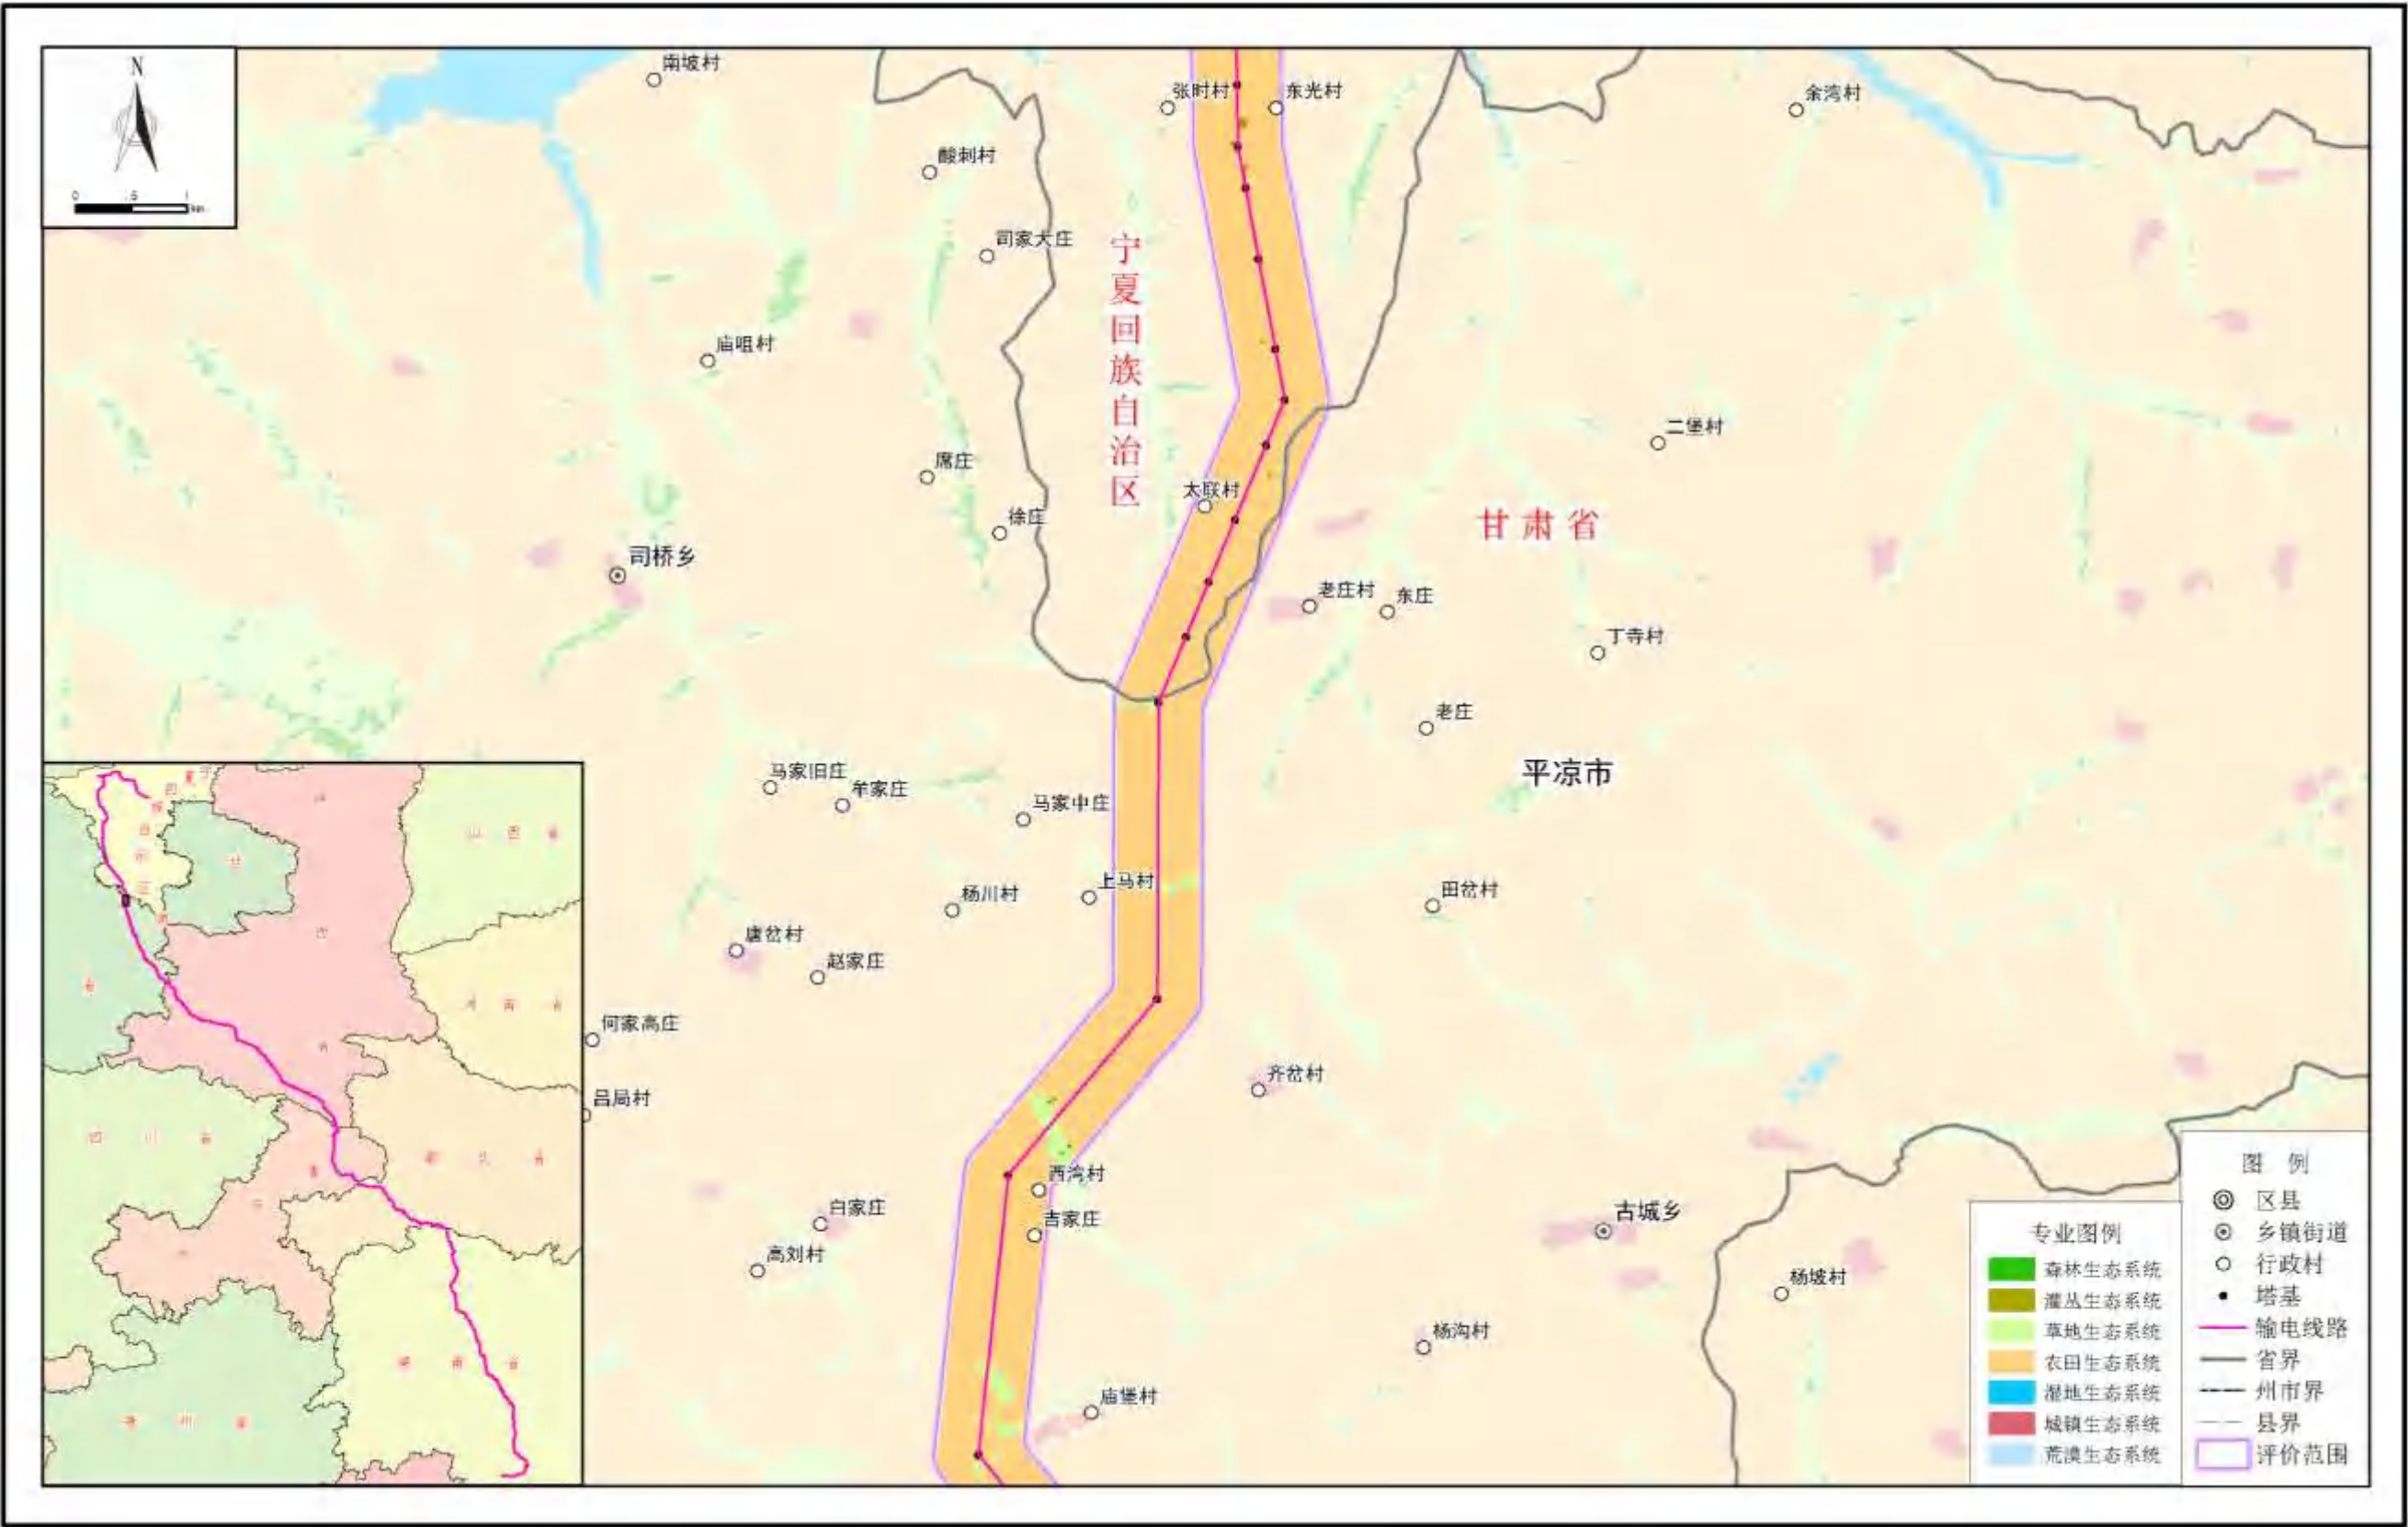 N
0 .5 1
km
南坡村
张时村
东光村
余湾村
酸刺村
司家大庄
宁夏回族自治区
庙咀村
二堡村
席庄
太联村
徐庄
甘肃省
司桥乡
老庄村
东庄
丁寺村
老庄
平凉市
马家旧庄
牟家庄
马家中庄
上马村
杨川村
田岔村
唐岔村
赵家庄
何家高庄
齐岔村
吕局村
西湾村
吉家庄
白家庄
高刘村
古城乡
杨坡村
杨沟村
庙堡村
四川省
图 例
区县
乡镇街道
行政村
塔基
输电线路
省界
州市界
县界
评价范围
专业图例
森林生态系统
灌丛生态系统
草地生态系统
农田生态系统
湿地生态系统
城镇生态系统
荒漠生态系统